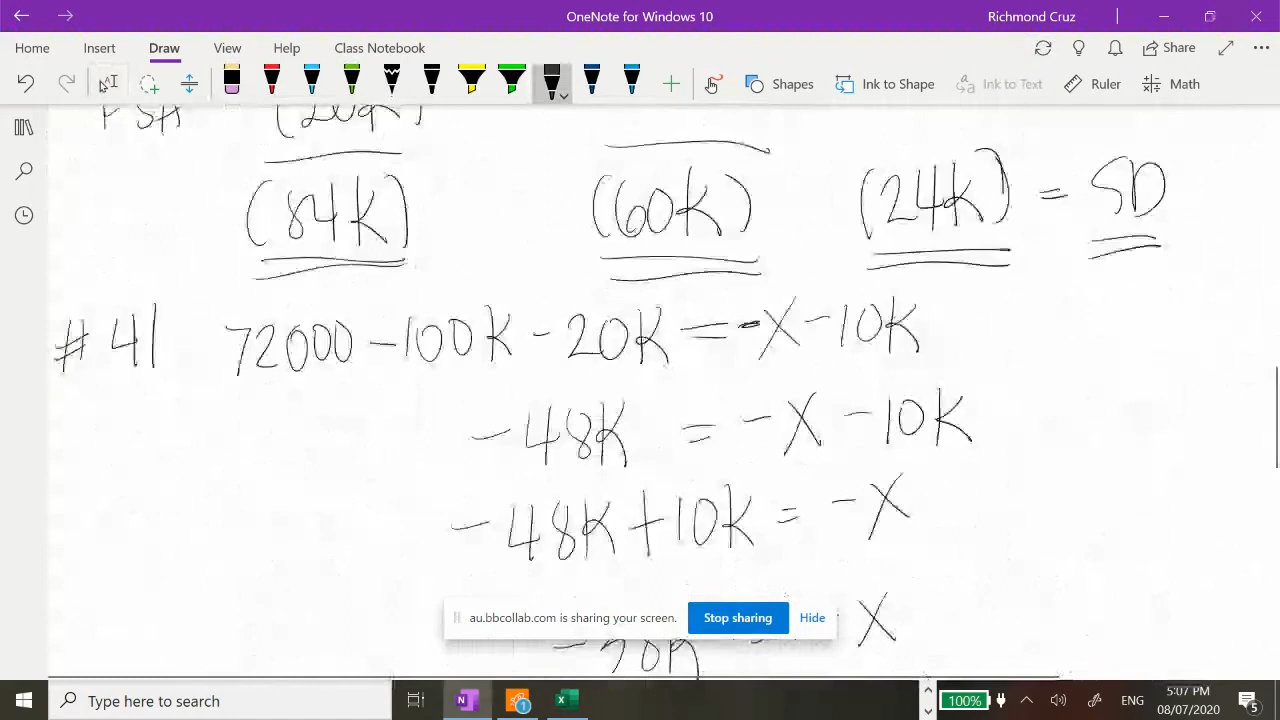 OneNote for Windows 10
Richmond Cruz
Home Insert Draw View Help Class Notebook
Share
Shapes Ink to Shape Ink to Text Ruler Math
(84K) (60K) (24K) = SD
#41 72000 - 100K - 20K = -X - 10K
- 48K = - X - 10K
- 48K + 10K = - X
au.bbcollab.com is sharing your screen. Stop sharing Hide
X
Type here to search
100%
ENG
5:07 PM
08/07/2020
5
1